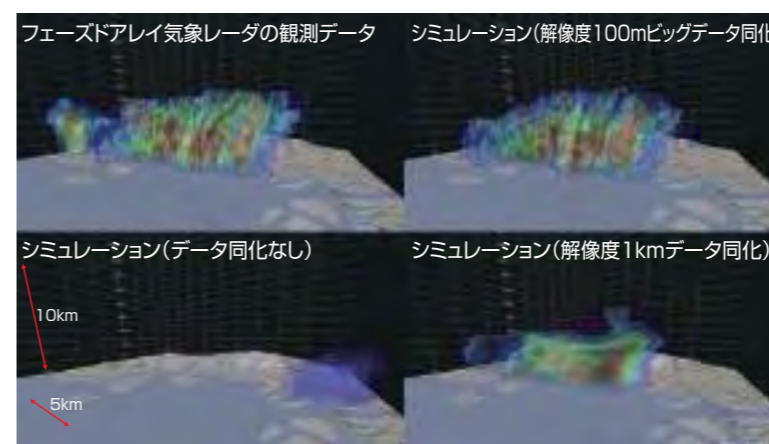 フェーズドアレイ気象レーダの観測データ
シミュレーション（解像度100mビッグデータ同化
シミュレーション（データ同化なし）
シミュレーション（解像度1kmデータ同化）
10km
5km